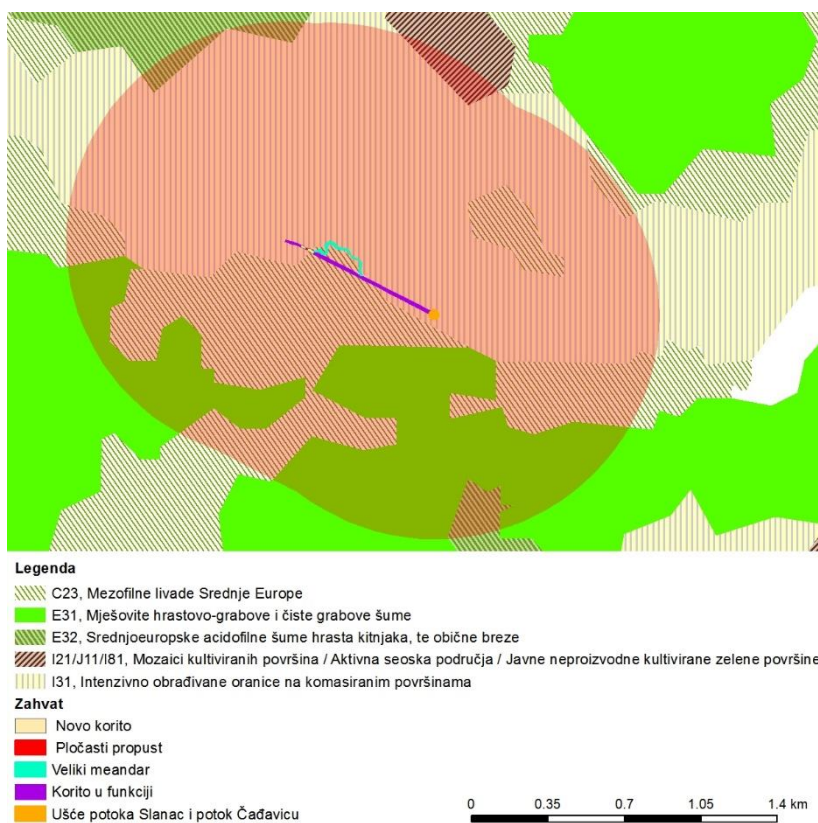 Legenda
C23, Mezofilne livade Srednje Europe
E31, Mješovite hrastovo-grabove i čiste grabove šume
E32, Srednjoeuropske acidofilne šume hrasta kitnjaka, te obične breze
I21/J11/I81, Mozaici kultiviranih površina / Aktivna seoska područja / Javne neproizvodne kultivirane zelene površine
I31, Intenzivno obrađivane oranice na komasiranim površinama
Zahvat
Novo korito
Pločasti propust
Veliki meandar
Korito u funkciji
Ušće potoka Slanac i potok Čađavicu
0 0.35 0.7 1.05 1.4 km